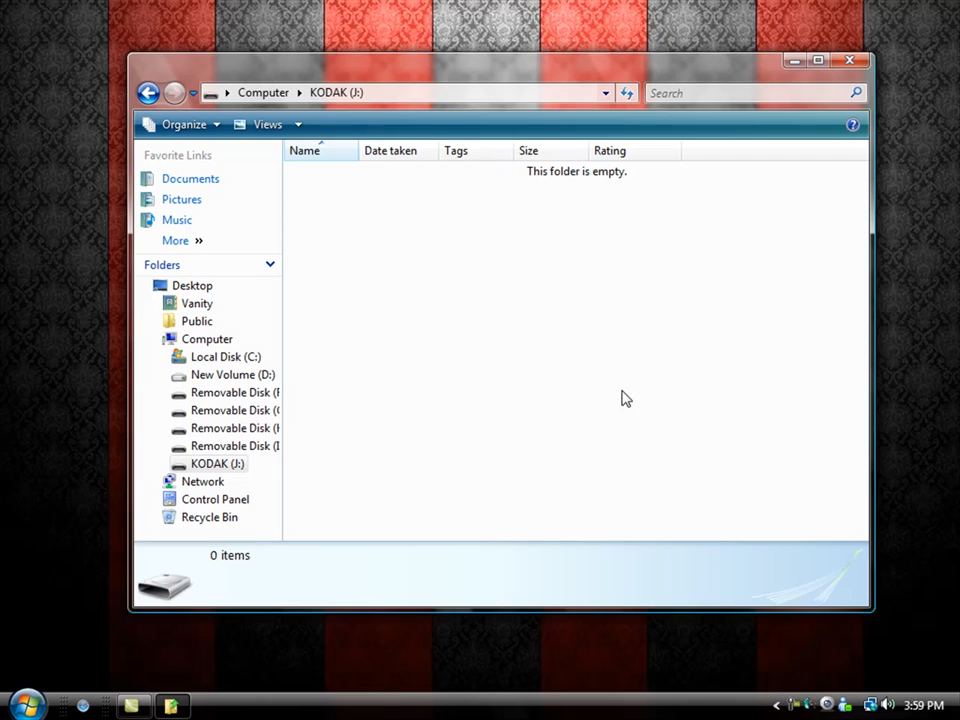 Computer KODAK (J:) Search
Organize Views
Favorite Links
Documents
Pictures
Music
More »
Folders
Desktop
Vanity
Public
Computer
Local Disk (C:)
New Volume (D:)
Removable Disk (F
Removable Disk (G
Removable Disk (H
Removable Disk (I
KODAK (J:)
Network
Control Panel
Recycle Bin
Name Date taken Tags Size Rating
This folder is empty.
0 items
3:59 PM